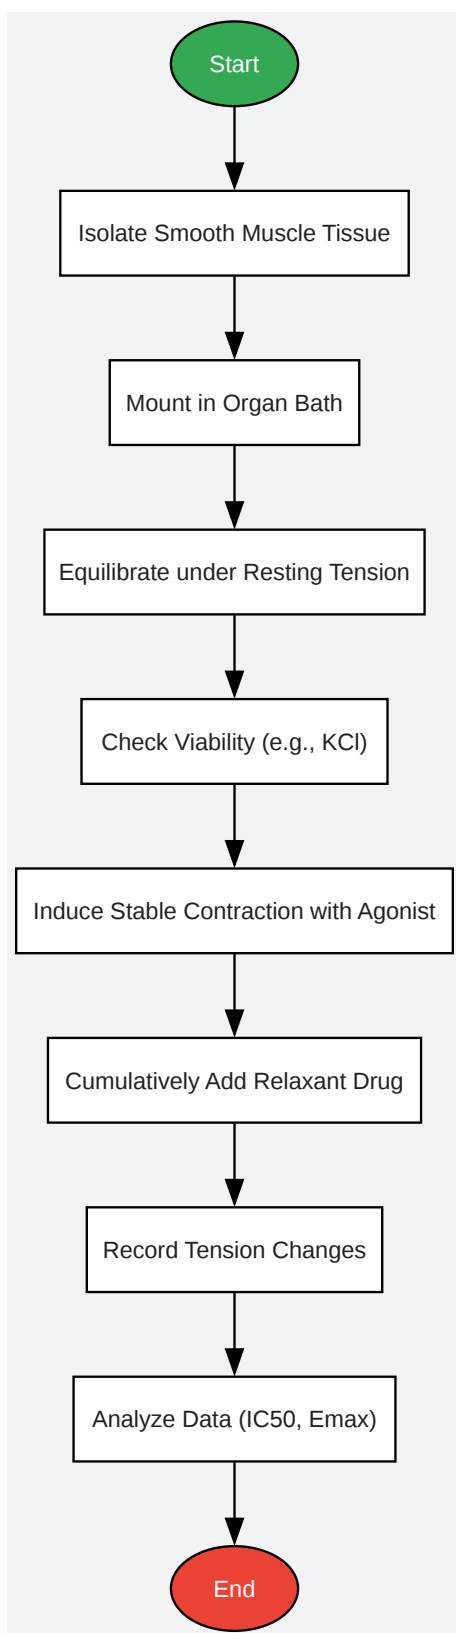 Start
Isolate Smooth Muscle Tissue
Mount in Organ Bath
Equilibrate under Resting Tension
Check Viability (e.g., KCl)
Induce Stable Contraction with Agonist
Cumulatively Add Relaxant Drug
Record Tension Changes
Analyze Data (IC50, Emax)
End